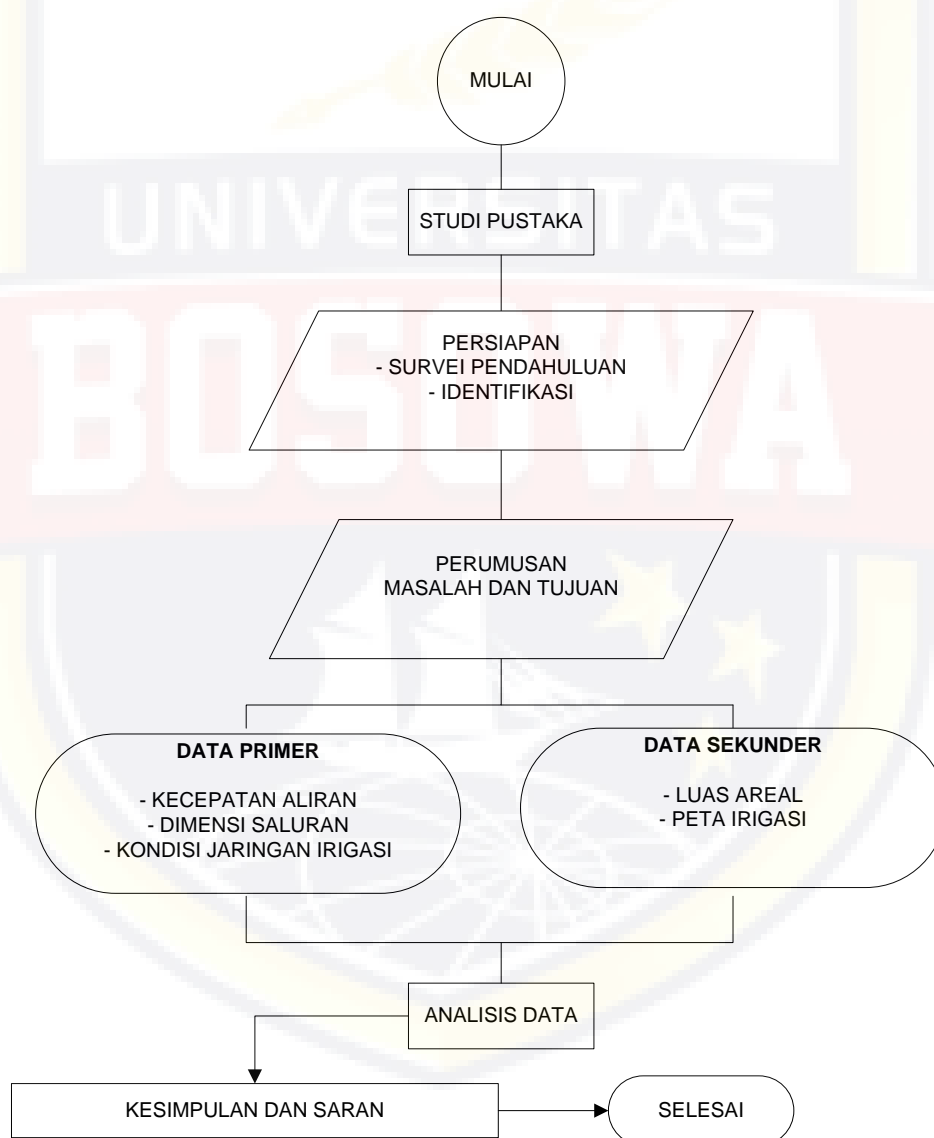 MULAI
UNIVERSITAS
STUDI PUSTAKA
BOSOWA
PERSIAPAN
- SURVEI PENDAHULUAN
- IDENTIFIKASI
PERUMUSAN
MASALAH DAN TUJUAN
DATA PRIMER
- KECEPATAN ALIRAN
- DIMENSI SALURAN
- KONDISI JARINGAN IRIGASI
DATA SEKUNDER
- LUAS AREAL
- PETA IRIGASI
ANALISIS DATA
KESIMPULAN DAN SARAN
SELESAI